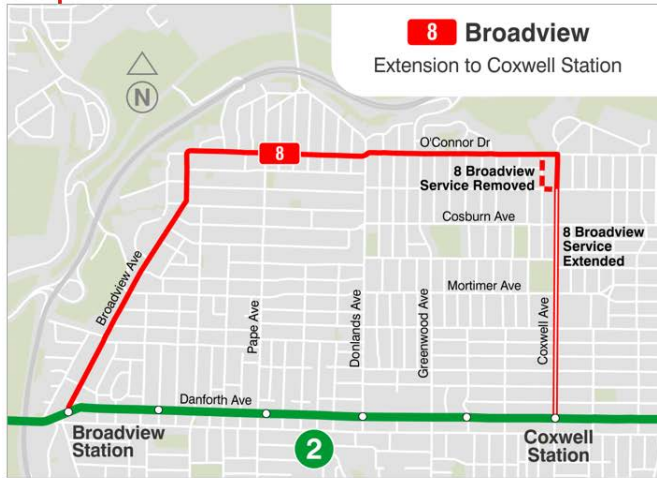 8 Broadview
Extension to Coxwell Station
N
O'Connor Dr
8
8 Broadview
Service Removed
Cosburn Ave
8 Broadview
Service
Extended
Mortimer Ave
Broadview Ave
Pape Ave
Donlands Ave
Greenwood Ave
Coxwell Ave
Danforth Ave
Broadview
Station
2
Coxwell
Station